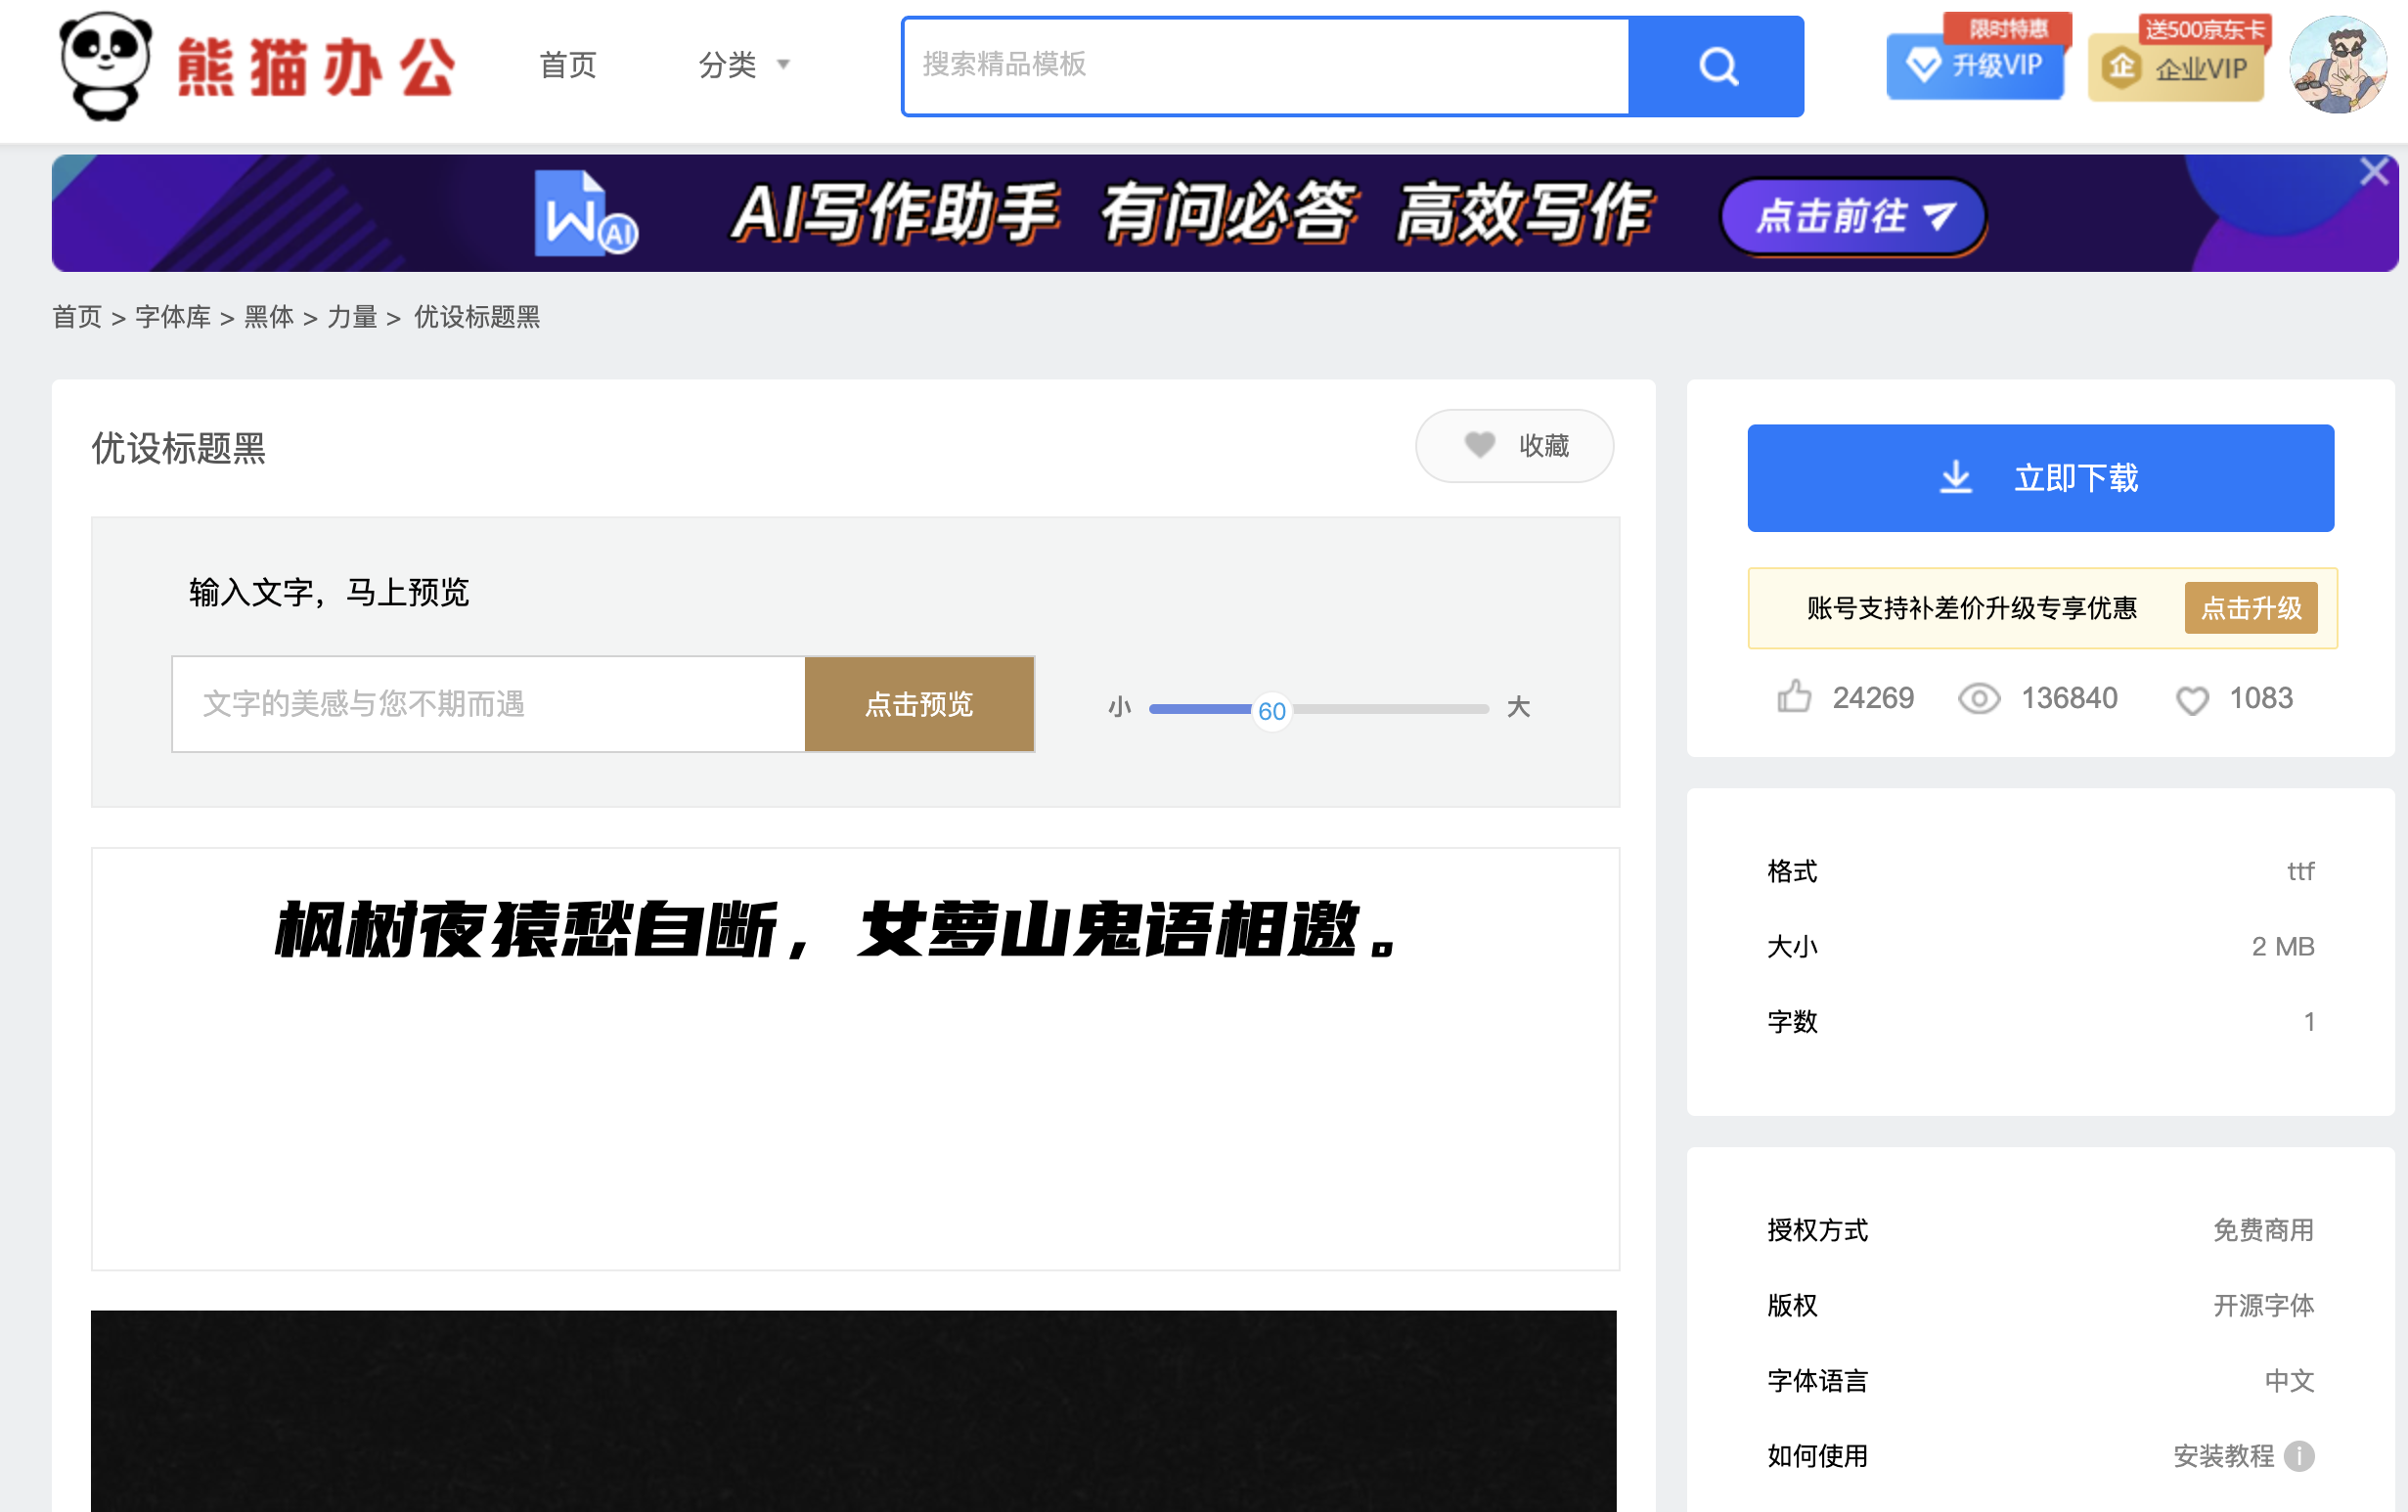 熊猫办公
首页
分类
搜索精品模板
限时特惠
升级VIP
送500京东卡
企
企业VIP
W AI
AI写作助手 有问必答 高效写作
点击前往
首页 > 字体库 > 黑体 > 力量 > 优设标题黑
优设标题黑
收藏
输入文字，马上预览
文字的美感与您不期而遇
点击预览
小
60
大
枫树夜猿愁自断，女萝山鬼语相邀。
立即下载
账号支持补差价升级专享优惠
点击升级
24269
136840
1083
格式 ttf
大小 2 MB
字数 1
授权方式 免费商用
版权 开源字体
字体语言 中文
如何使用 安装教程 i